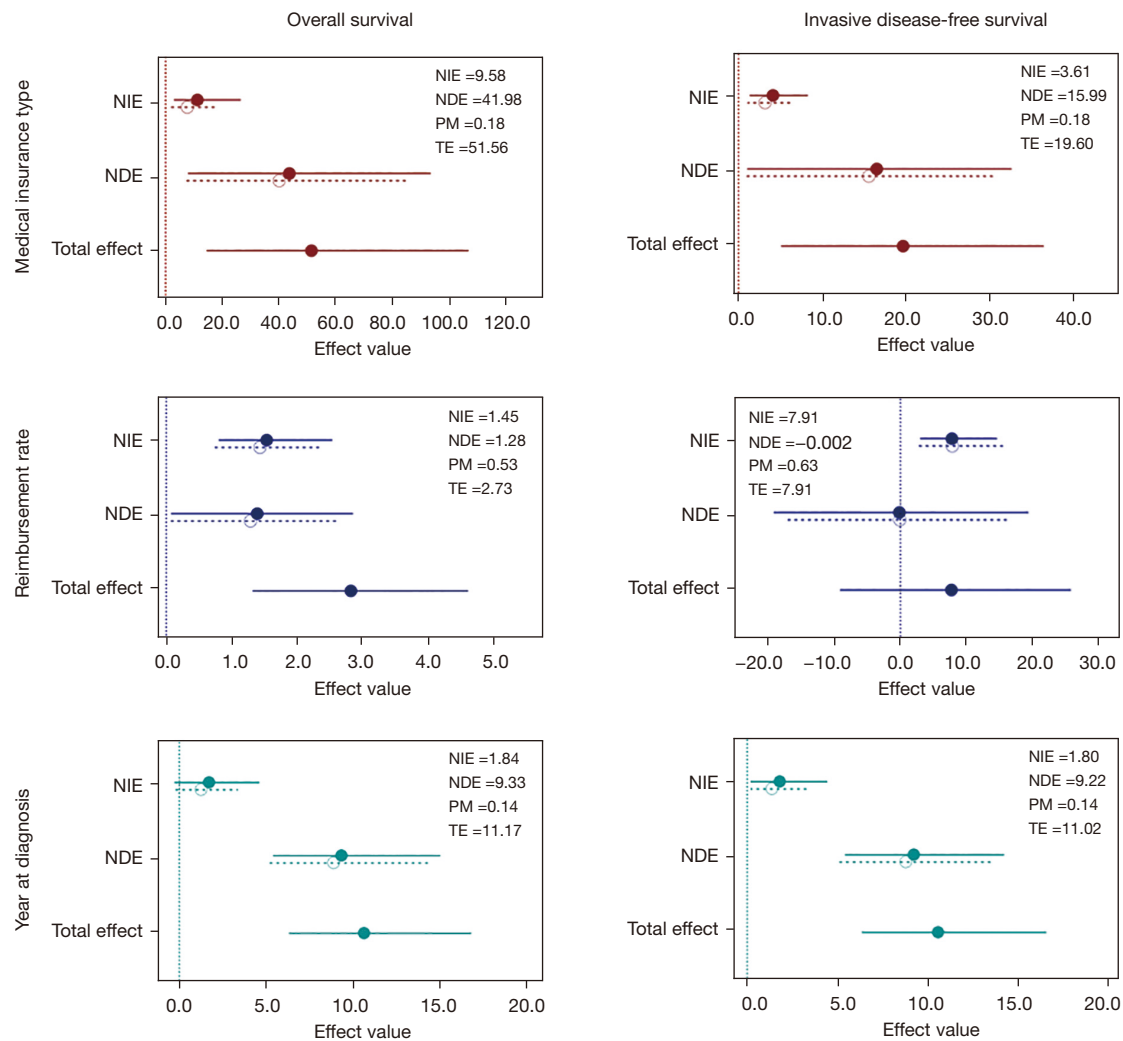 Overall survival
Invasive disease-free survival
Medical insurance type
NIE
NDE
Total effect
NIE =9.58
NDE =41.98
PM =0.18
TE =51.56
0.0 20.0 40.0 60.0 80.0 100.0 120.0
Effect value
NIE
NDE
Total effect
NIE =3.61
NDE =15.99
PM =0.18
TE =19.60
0.0 10.0 20.0 30.0 40.0
Effect value
Reimbursement rate
NIE
NDE
Total effect
NIE =1.45
NDE =1.28
PM =0.53
TE =2.73
0.0 1.0 2.0 3.0 4.0 5.0
Effect value
NIE
NDE
Total effect
NIE =7.91
NDE =−0.002
PM =0.63
TE =7.91
−20.0 −10.0 0.0 10.0 20.0 30.0
Effect value
Year at diagnosis
NIE
NDE
Total effect
NIE =1.84
NDE =9.33
PM =0.14
TE =11.17
0.0 5.0 10.0 15.0 20.0
Effect value
NIE
NDE
Total effect
NIE =1.80
NDE =9.22
PM =0.14
TE =11.02
0.0 5.0 10.0 15.0 20.0
Effect value